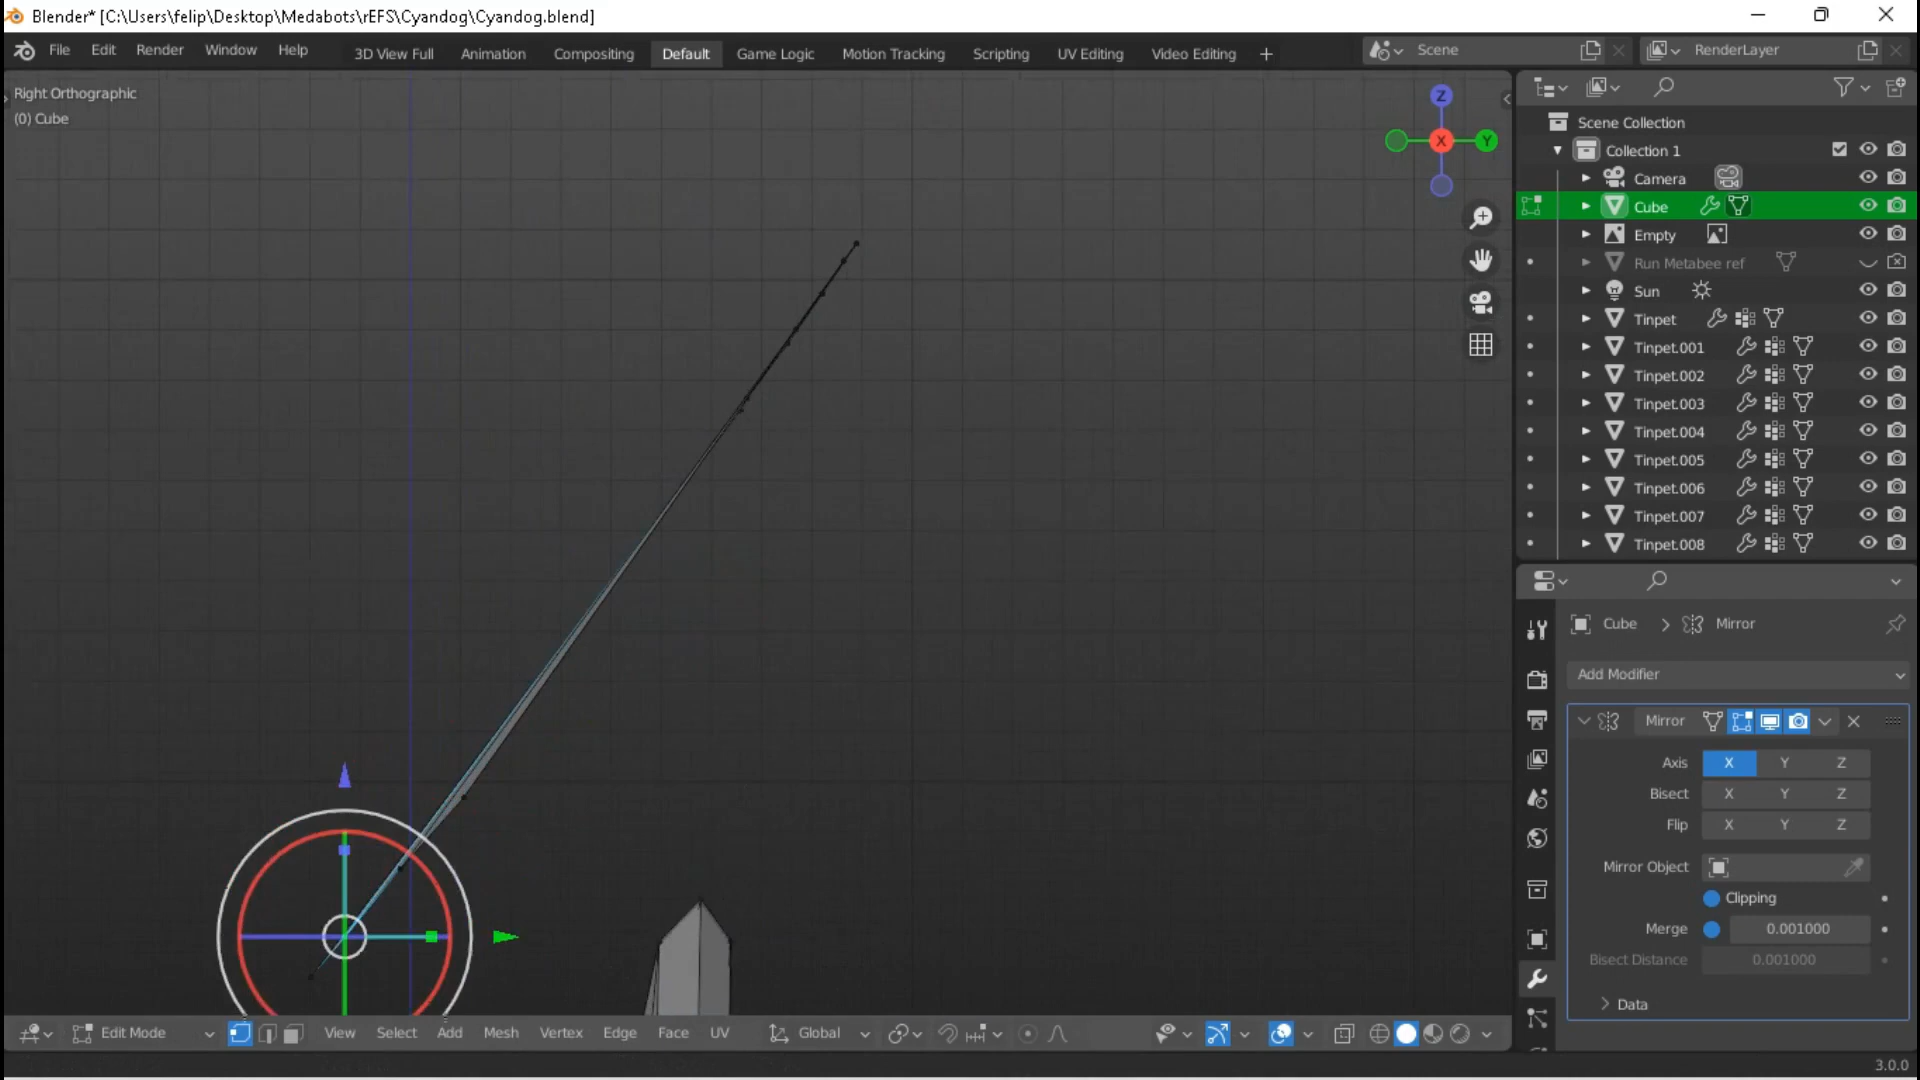 Blender* [C:\Users\felip\Desktop\Medabots\rEFS\Cyandog\Cyandog.blend]
File Edit Render Window Help 3D View Full Animation Compositing Default Game Logic Motion Tracking Scripting UV Editing Video Editing + Scene RenderLayer
Right Orthographic
(0) Cube
Z
X
Y
Scene Collection
Collection 1
Camera
Cube
Empty
Run Metabee ref
Sun
Tinpet
Tinpet.001
Tinpet.002
Tinpet.003
Tinpet.004
Tinpet.005
Tinpet.006
Tinpet.007
Tinpet.008
Cube > Mirror
Add Modifier
Mirror
Axis X Y Z
Bisect X Y Z
Flip X Y Z
Mirror Object
Clipping
Merge 0.001000
Bisect Distance 0.001000
Data
Edit Mode View Select Add Mesh Vertex Edge Face UV Global
3.0.0